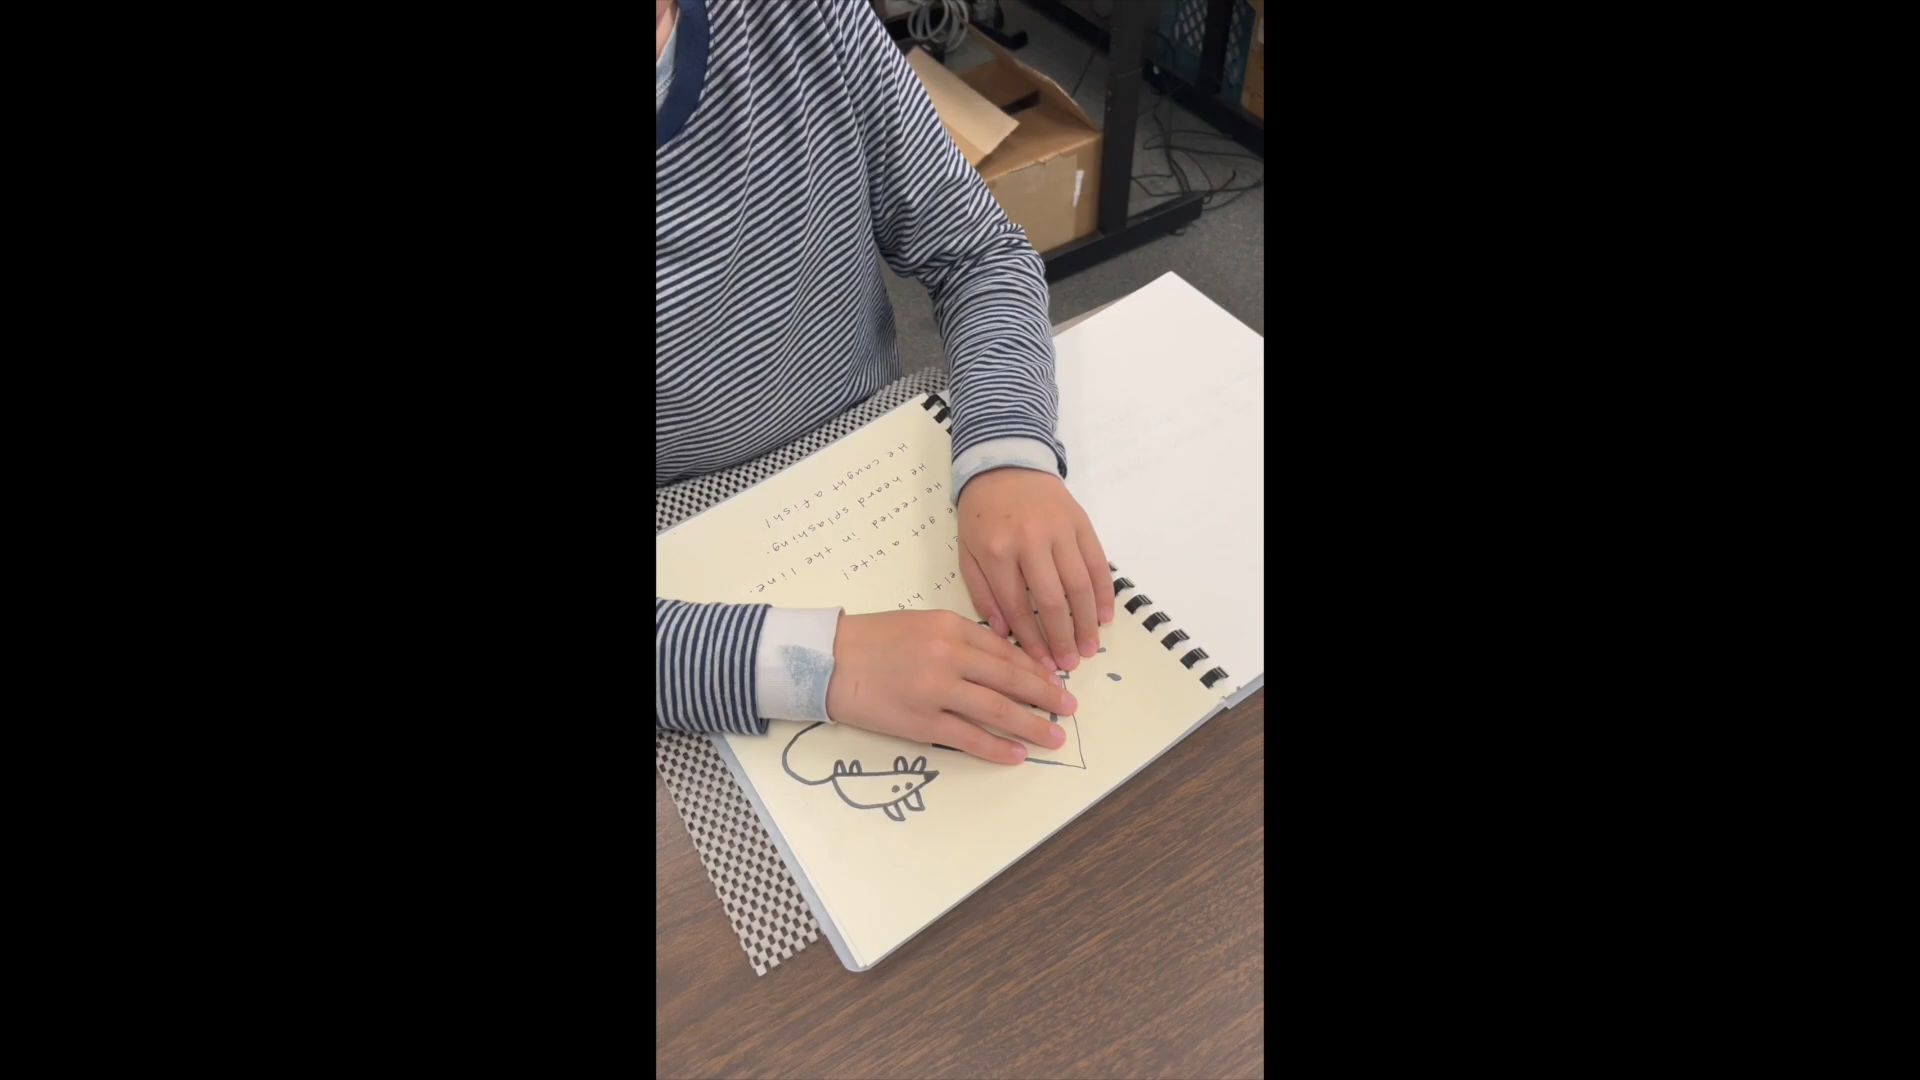 his
got a bite!
He reeled in the line.
He heard splashing.
He caught a fish!